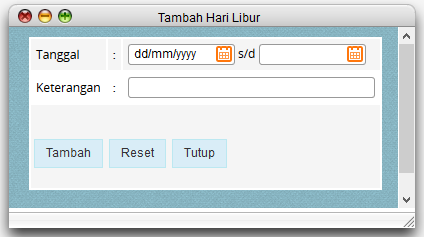 Tambah Hari Libur
Tanggal : dd/mm/yyyy s/d
Keterangan :
Tambah Reset Tutup